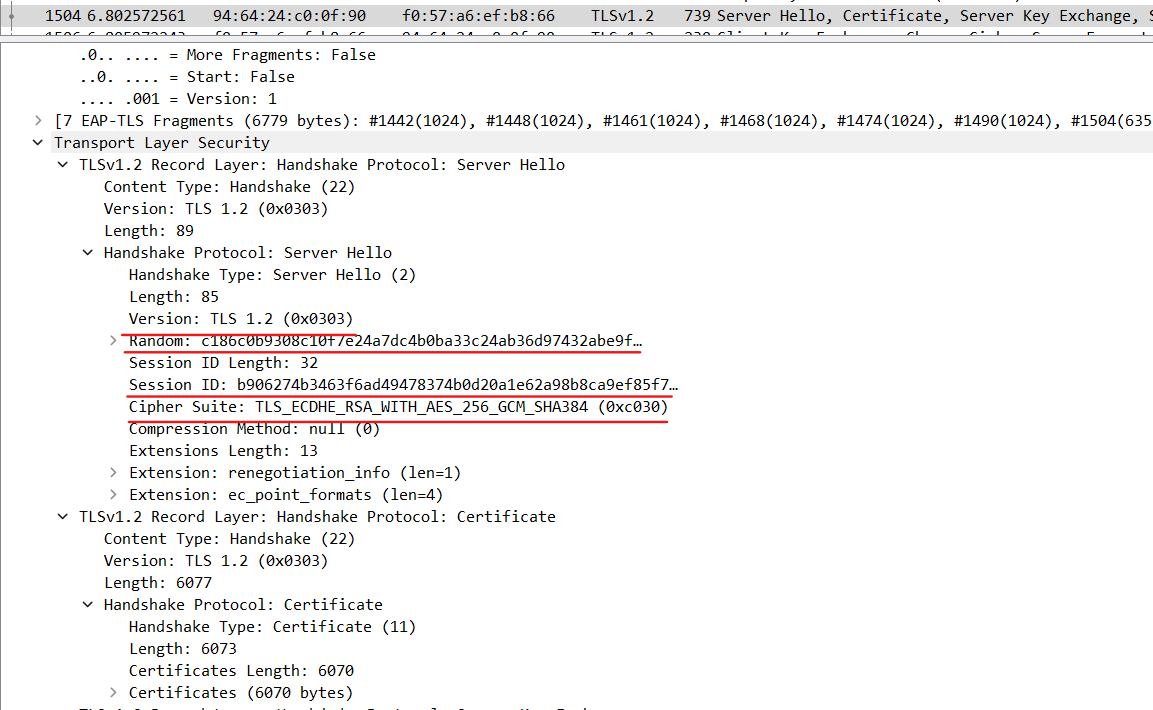 1504 6.802572561 94:64:24:c0:0f:90 f0:57:a6:ef:b8:66 TLSv1.2 739 Server Hello, Certificate, Server Key Exchange, S
.0.. .... = More Fragments: False
..0. .... = Start: False
.... .001 = Version: 1
[7 EAP-TLS Fragments (6779 bytes): #1442(1024), #1448(1024), #1461(1024), #1468(1024), #1474(1024), #1490(1024), #1504(635
Transport Layer Security
TLSv1.2 Record Layer: Handshake Protocol: Server Hello
Content Type: Handshake (22)
Version: TLS 1.2 (0x0303)
Length: 89
Handshake Protocol: Server Hello
Handshake Type: Server Hello (2)
Length: 85
Version: TLS 1.2 (0x0303)
Random: c186c0b9308c10f7e24a7dc4b0ba33c24ab36d97432abe9f…
Session ID Length: 32
Session ID: b906274b3463f6ad49478374b0d20a1e62a98b8ca9ef85f7…
Cipher Suite: TLS_ECDHE_RSA_WITH_AES_256_GCM_SHA384 (0xc030)
Compression Method: null (0)
Extensions Length: 13
Extension: renegotiation_info (len=1)
Extension: ec_point_formats (len=4)
TLSv1.2 Record Layer: Handshake Protocol: Certificate
Content Type: Handshake (22)
Version: TLS 1.2 (0x0303)
Length: 6077
Handshake Protocol: Certificate
Handshake Type: Certificate (11)
Length: 6073
Certificates Length: 6070
Certificates (6070 bytes)